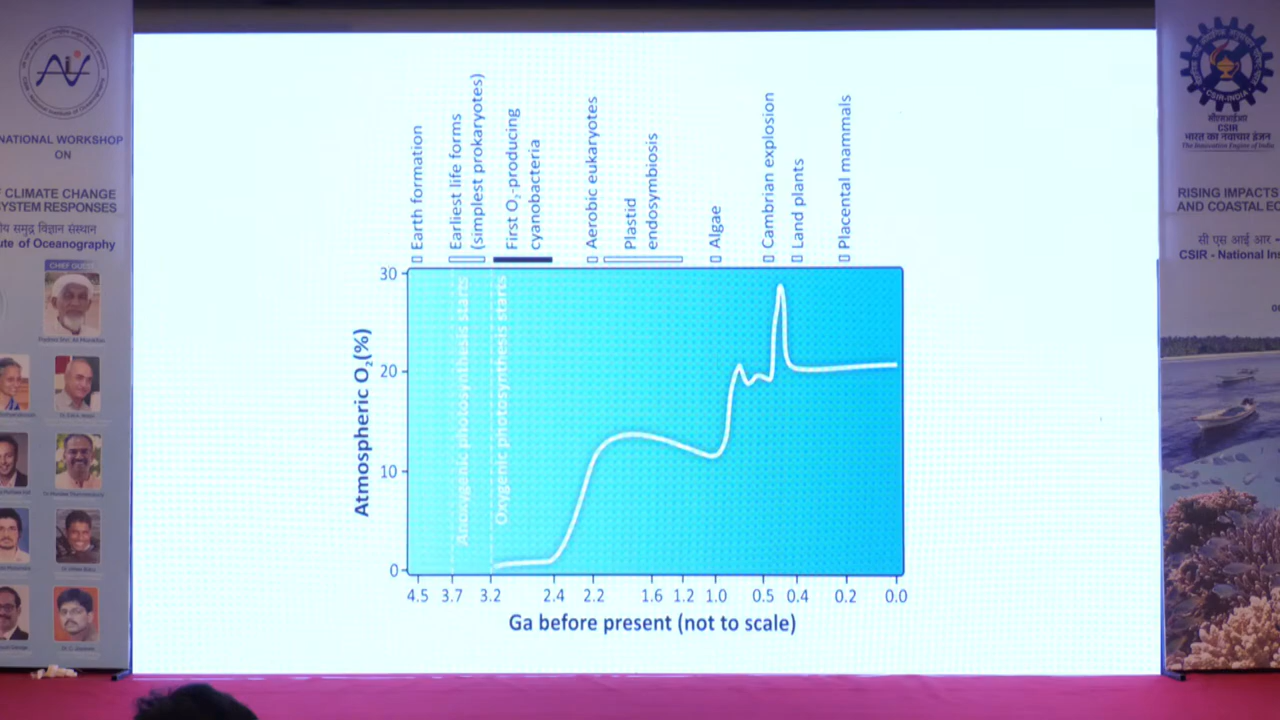 NATIONAL WORKSHOP
ON
F CLIMATE CHANGE
SYSTEM RESPONSES
ीय समुद्र विज्ञान संस्थान
ute of Oceanography
CHIEF GUEST
Earth formation
Earliest life forms
(simplest prokaryotes)
First O₂-producing
cyanobacteria
Aerobic eukaryotes
Plastid
endosymbiosis
Algae
Cambrian explosion
Land plants
Placental mammals
Atmospheric O₂(%)
30
20
10
0
Anoxygenic photosynthesis starts
Oxygenic photosynthesis starts
4.5 3.7 3.2 2.4 2.2 1.6 1.2 1.0 0.5 0.4 0.2 0.0
Ga before present (not to scale)
CSIR-INDIA
सीएसआईआर
CSIR
भारत का नवाचार इंजन
The Innovation Engine of India
RISING IMPACTS
AND COASTAL EC
सी एस आई आर -
CSIR - National Ins